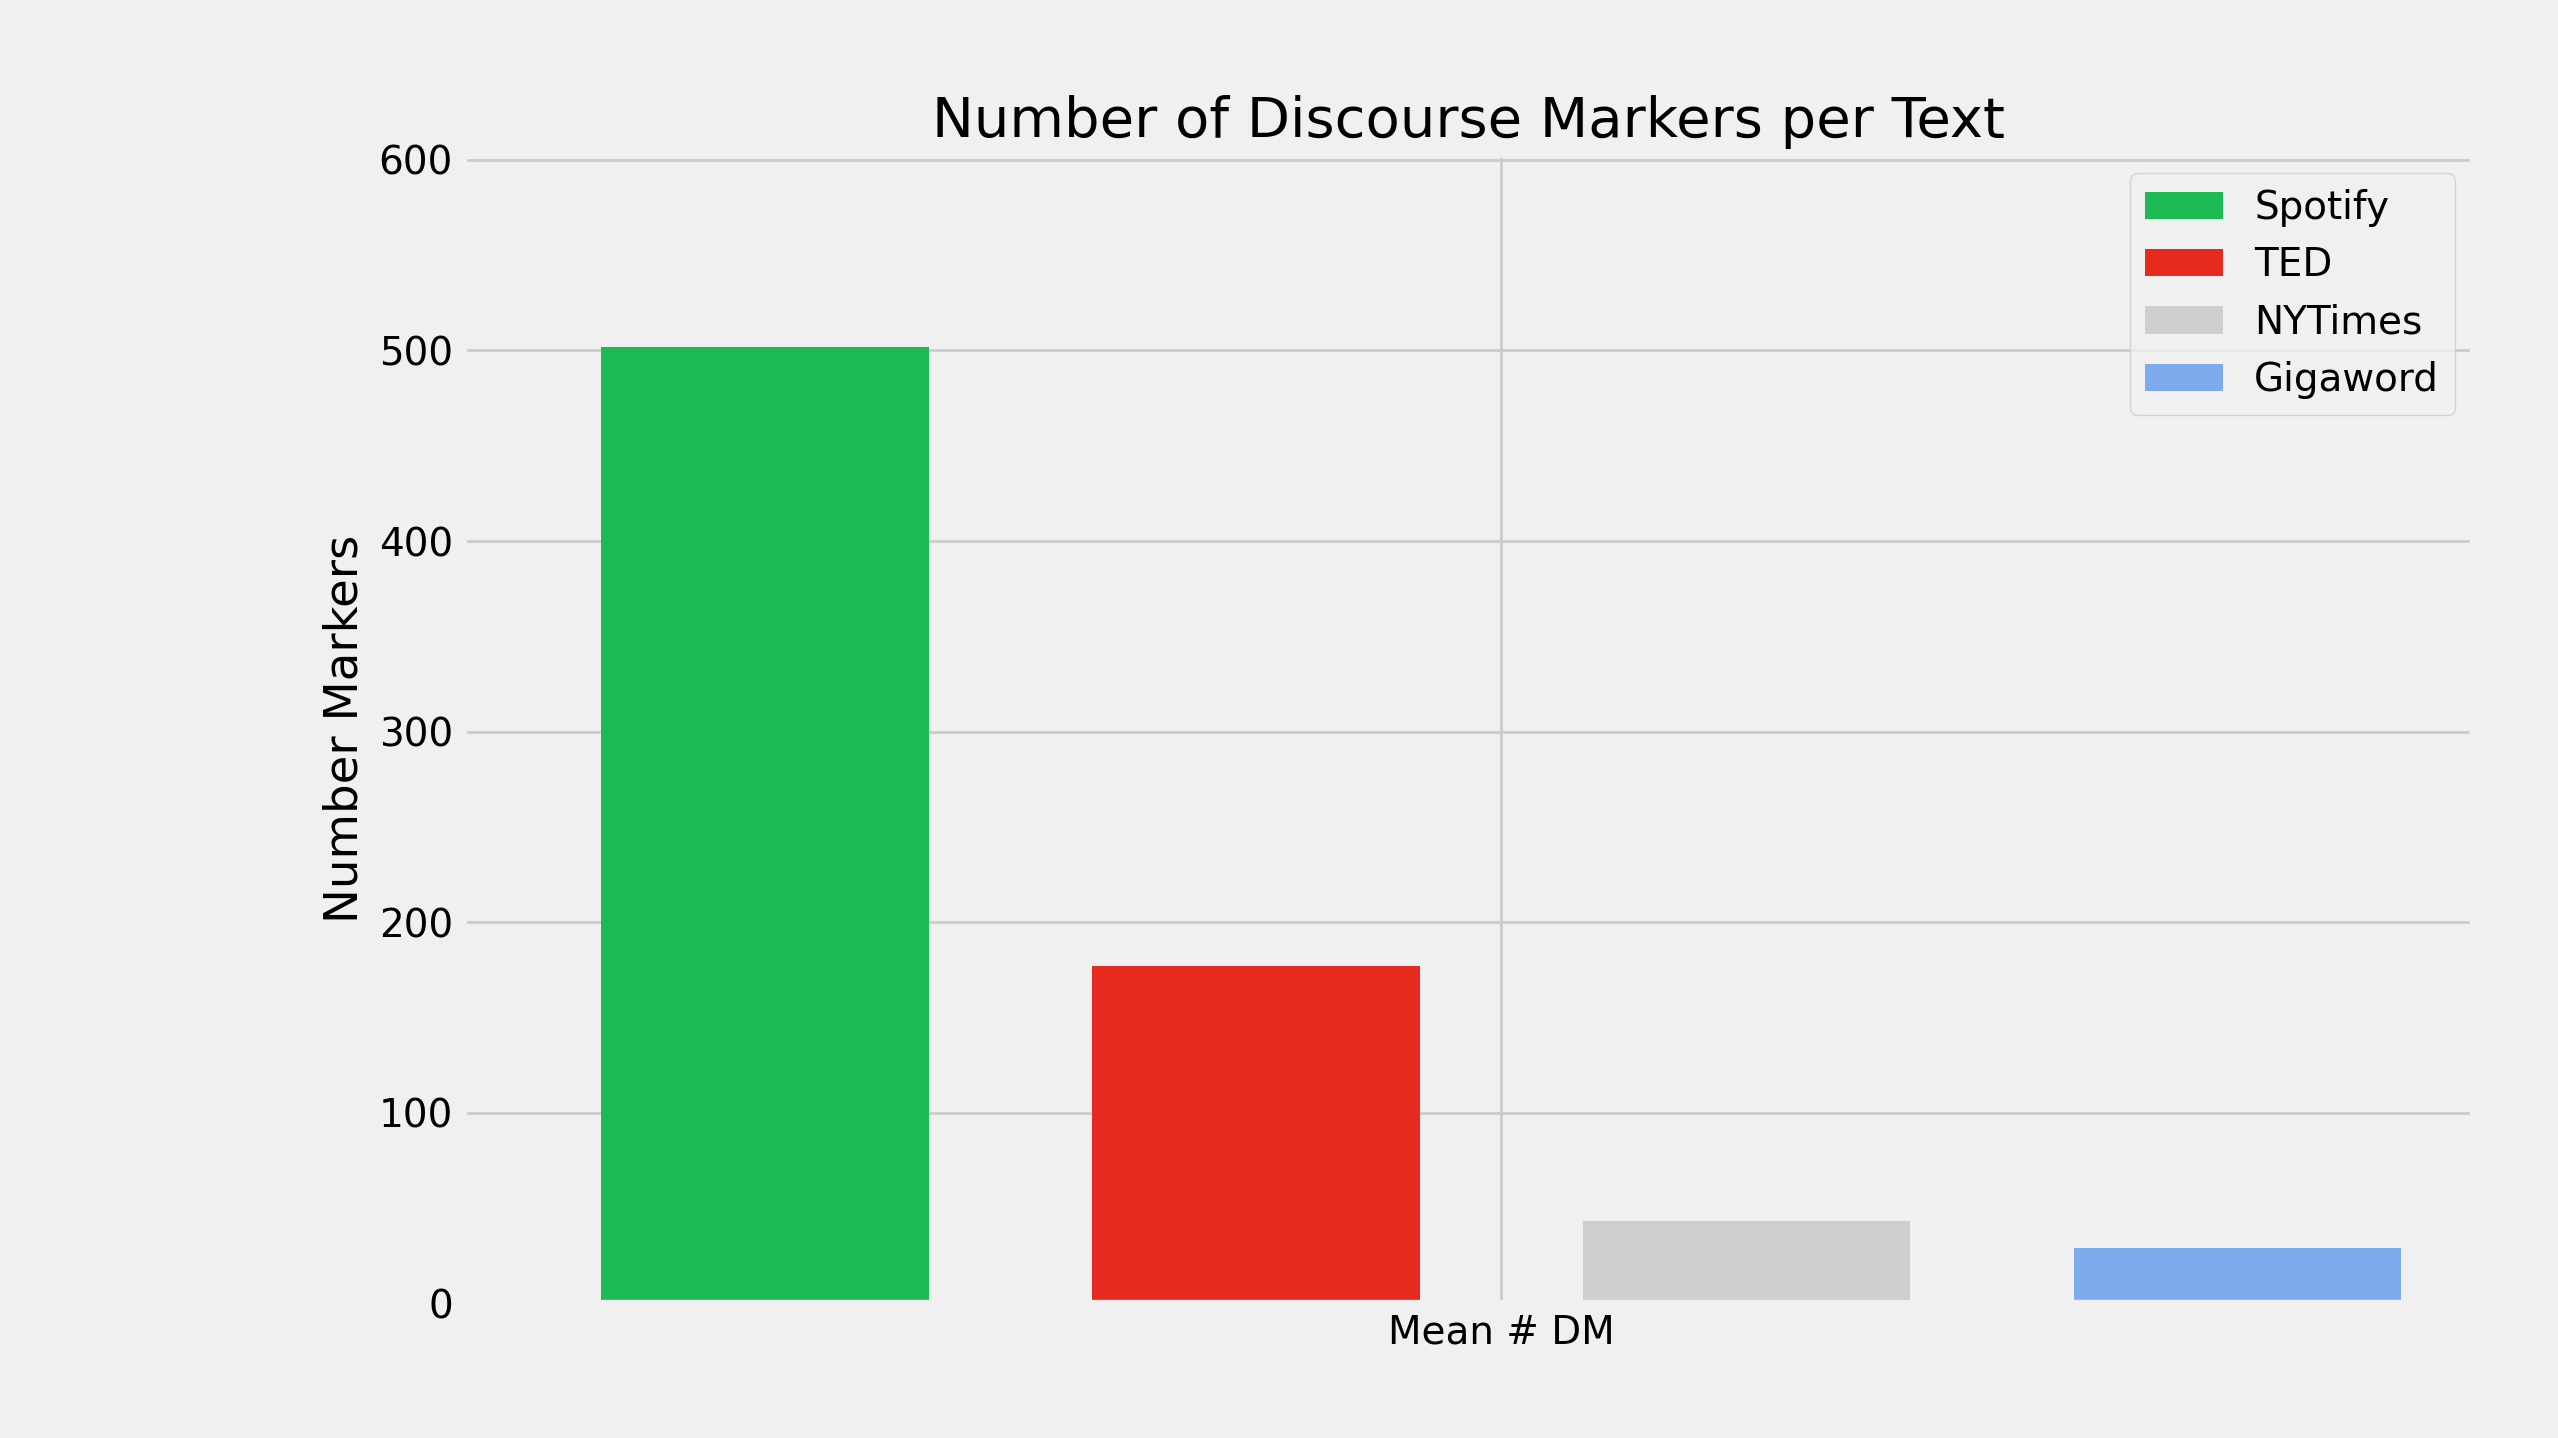 Number of Discourse Markers per Text
600
500
400
300
200
100
0
Number Markers
Mean # DM
Spotify
TED
NYTimes
Gigaword